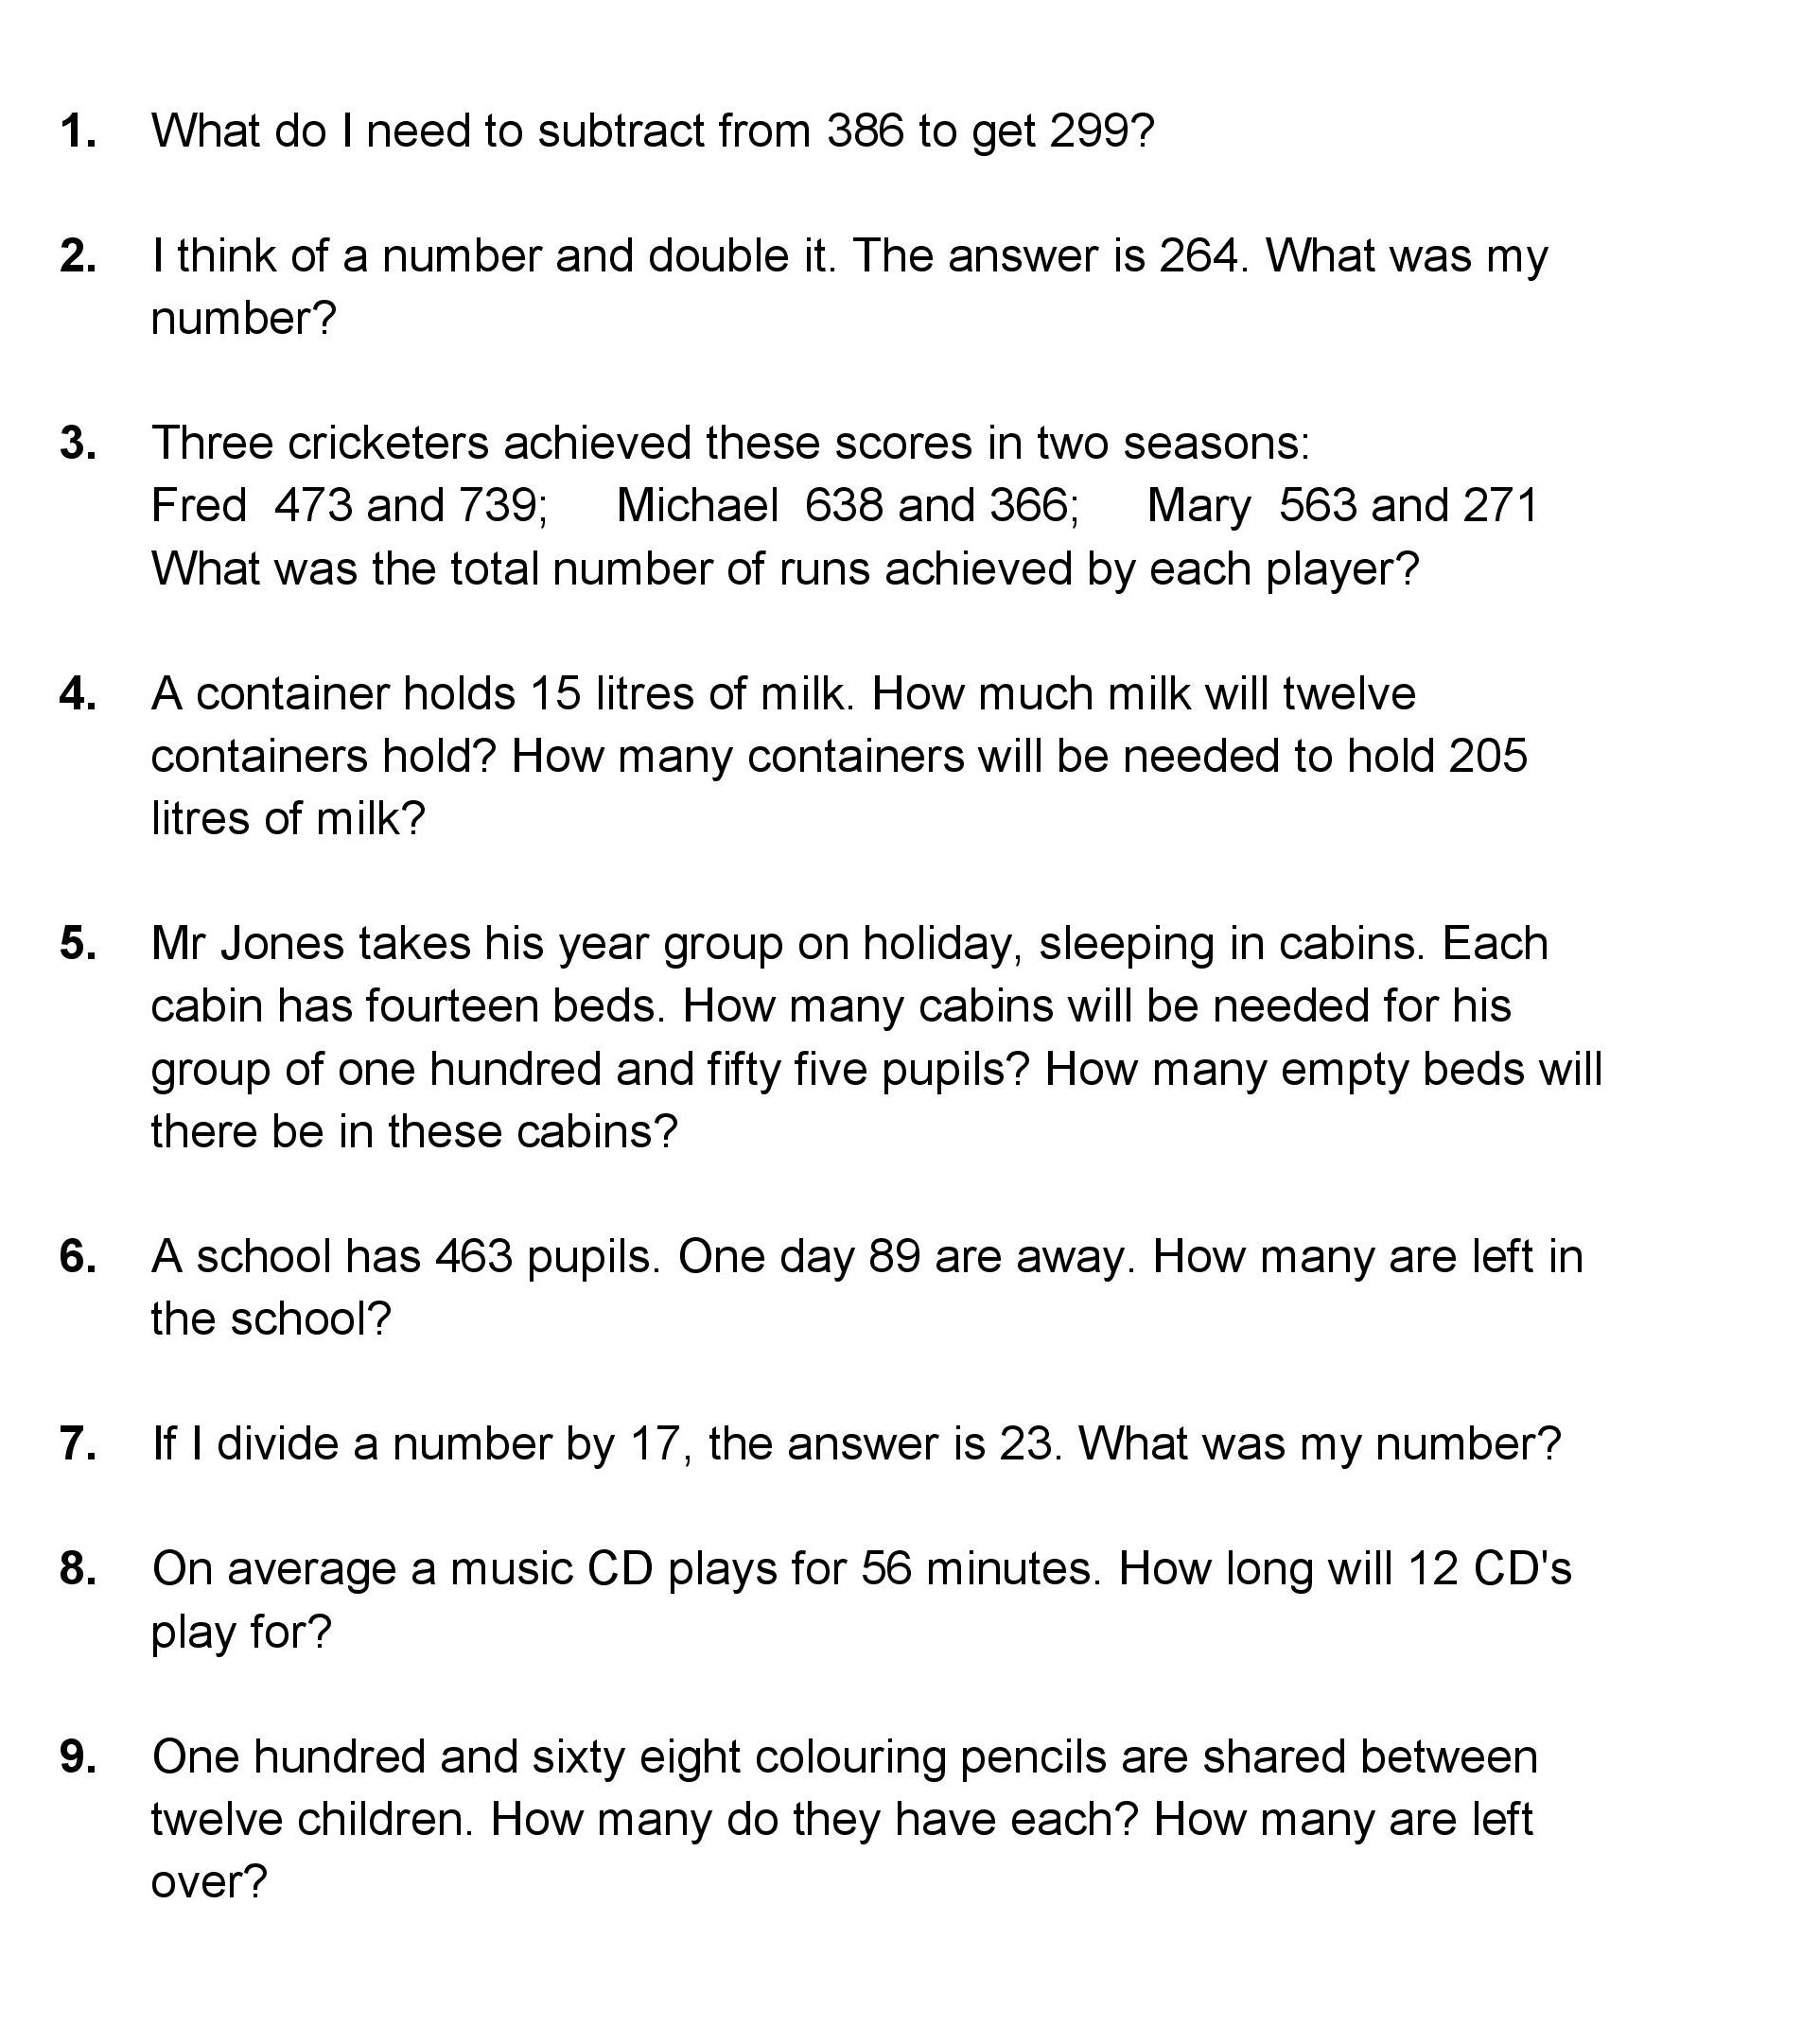 1. What do I need to subtract from 386 to get 299?
2. I think of a number and double it. The answer is 264. What was my
number?
3. Three cricketers achieved these scores in two seasons:
Fred 473 and 739; Michael 638 and 366; Mary 563 and 271
What was the total number of runs achieved by each player?
4. A container holds 15 litres of milk. How much milk will twelve
containers hold? How many containers will be needed to hold 205
litres of milk?
5. Mr Jones takes his year group on holiday, sleeping in cabins. Each
cabin has fourteen beds. How many cabins will be needed for his
group of one hundred and fifty five pupils? How many empty beds will
there be in these cabins?
6. A school has 463 pupils. One day 89 are away. How many are left in
the school?
7. If I divide a number by 17, the answer is 23. What was my number?
8. On average a music CD plays for 56 minutes. How long will 12 CD's
play for?
9. One hundred and sixty eight colouring pencils are shared between
twelve children. How many do they have each? How many are left
over?